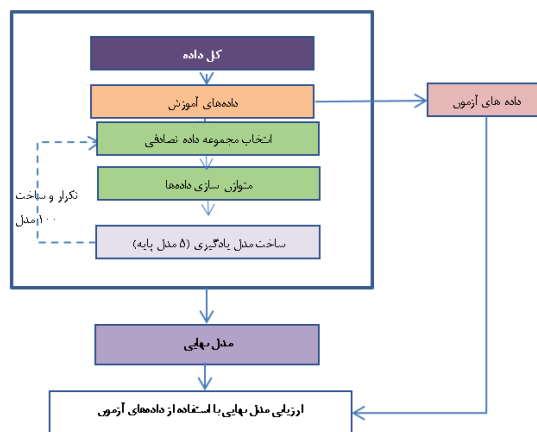 کل داده
داده‌های آموزش
داده های آزمون
انتخاب مجموعه داده تصادفی
متوازن سازی داده‌ها
تکرار و ساخت
۱۰۰ مدل
ساخت مدل یادگیری (۵ مدل پایه)
مدل نهایی
ارزیابی مدل نهایی با استفاده از داده‌های آزمون